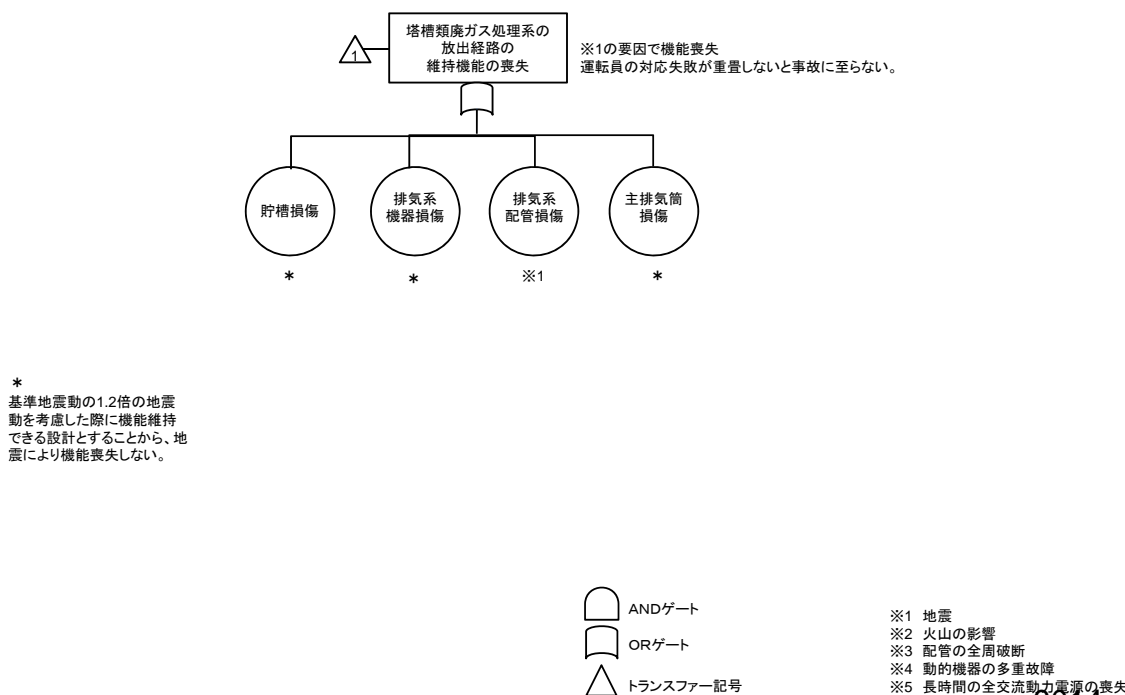 塔槽類廃ガス処理系の
放出経路の
維持機能の喪失
1
※1の要因で機能喪失
運転員の対応失敗が重畳しないと事故に至らない。
貯槽損傷
排気系
機器損傷
排気系
配管損傷
主排気筒
損傷
*
*
※1
*
*
基準地震動の1.2倍の地震
動を考慮した際に機能維持
できる設計とすることから、地
震により機能喪失しない。
ANDゲート
ORゲート
トランスファー記号
※1 地震
※2 火山の影響
※3 配管の全周破断
※4 動的機器の多重故障
※5 長時間の全交流動力電源の喪失